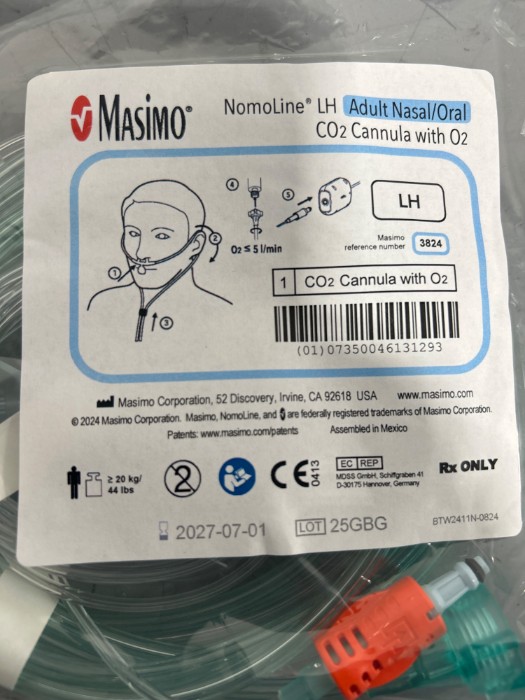 MASIMO®
NomoLine® LH Adult Nasal/Oral
CO2 Cannula with O2
1
2
3
4
O2 ≤ 5 l/min
5
LH
Masimo
reference number 3824
1 CO2 Cannula with O2
(01)07350046131293
Masimo Corporation, 52 Discovery, Irvine, CA 92618 USA www.masimo.com
© 2024 Masimo Corporation. Masimo, NomoLine, and are federally registered trademarks of Masimo Corporation.
Patents: www.masimo.com/patents Assembled in Mexico
≥ 20 kg/
44 lbs
2
CE 0413
EC REP
MDSS GmbH, Schiffgraben 41
D-30175 Hannover, Germany
Rx ONLY
2027-07-01 LOT 25GBG
BTW2411N-0824